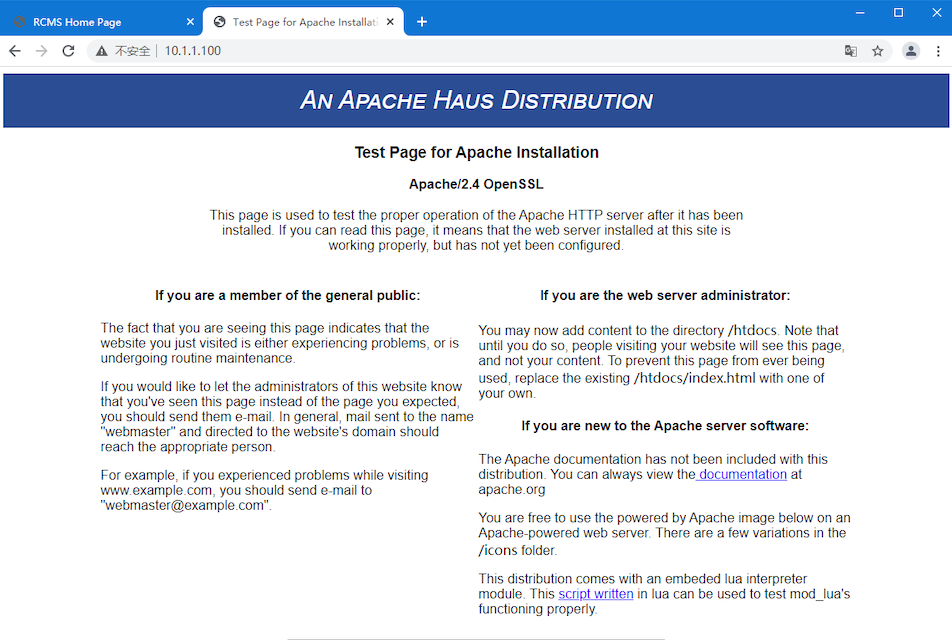 RCMS Home Page
Test Page for Apache Installati
不安全
10.1.1.100
AN APACHE HAUS DISTRIBUTION
Test Page for Apache Installation
Apache/2.4 OpenSSL
This page is used to test the proper operation of the Apache HTTP server after it has been
installed. If you can read this page, it means that the web server installed at this site is
working properly, but has not yet been configured.
If you are a member of the general public:
The fact that you are seeing this page indicates that the
website you just visited is either experiencing problems, or is
undergoing routine maintenance.
If you would like to let the administrators of this website know
that you've seen this page instead of the page you expected,
you should send them e-mail. In general, mail sent to the name
"webmaster" and directed to the website's domain should
reach the appropriate person.
For example, if you experienced problems while visiting
www.example.com, you should send e-mail to
"webmaster@example.com".
If you are the web server administrator:
You may now add content to the directory /htdocs. Note that
until you do so, people visiting your website will see this page,
and not your content. To prevent this page from ever being
used, replace the existing /htdocs/index.html with one of
your own.
If you are new to the Apache server software:
The Apache documentation has not been included with this
distribution. You can always view the documentation at
apache.org
You are free to use the powered by Apache image below on an
Apache-powered web server. There are a few variations in the
/icons folder.
This distribution comes with an embeded lua interpreter
module. This script written in lua can be used to test mod_lua's
functioning properly.